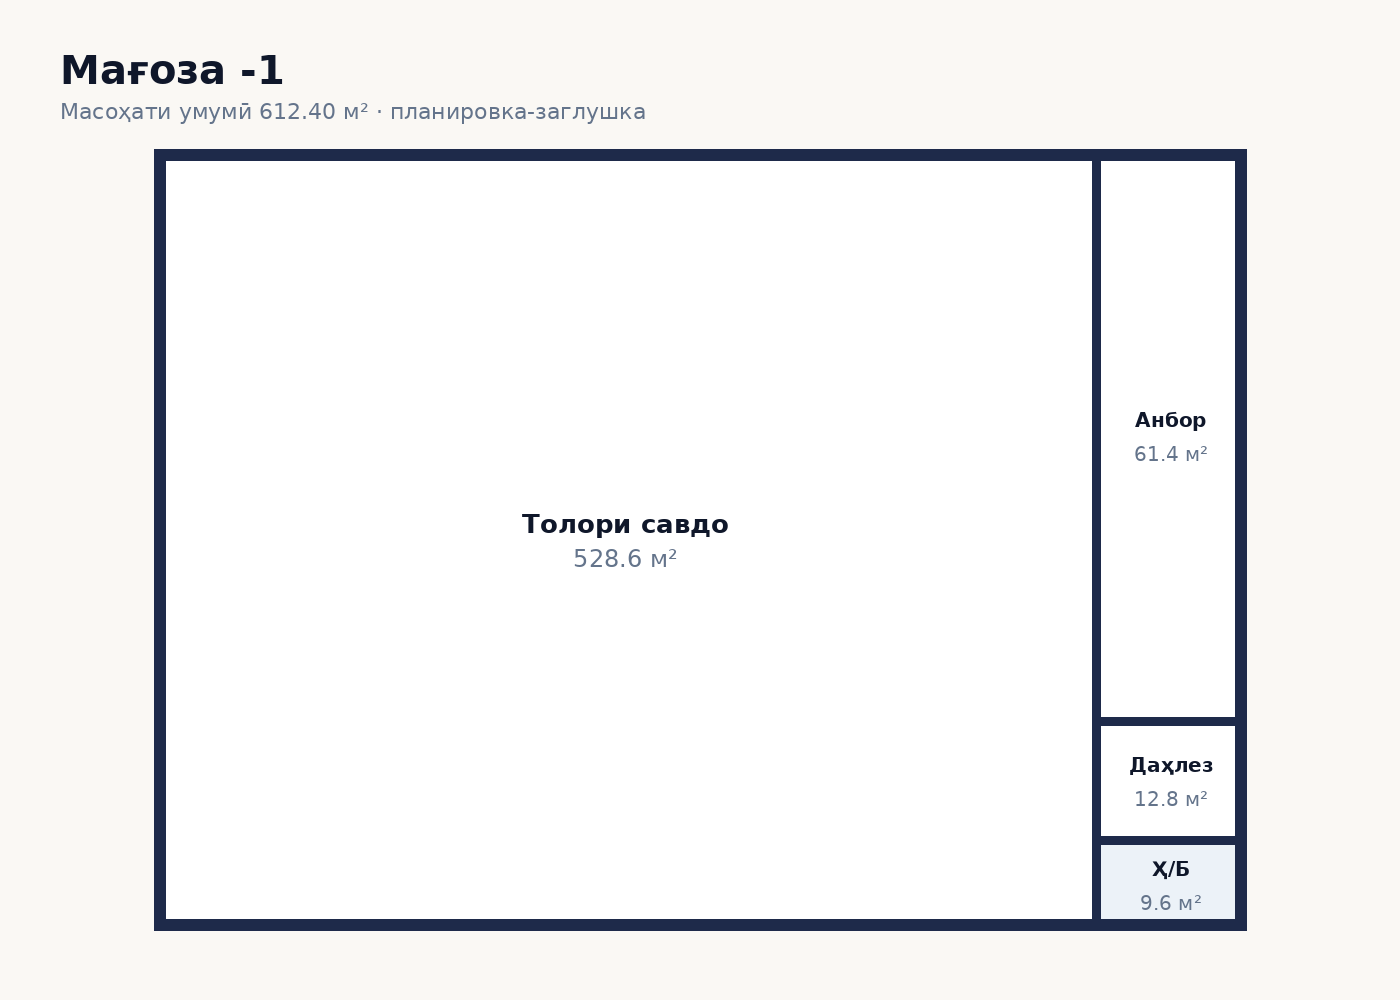 Мағоза -1
Масоҳати умумӣ 612.40 м² · планировка-заглушка
Толори савдо
528.6 м²
Анбор
61.4 м²
Даҳлез
12.8 м²
Ҳ/Б
9.6 м²